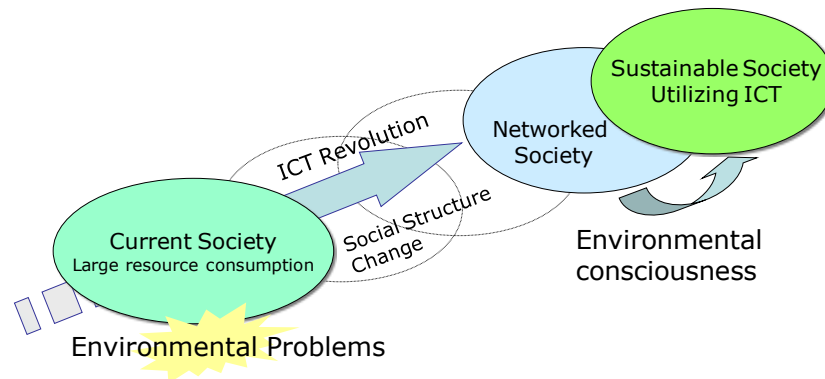 Sustainable Society
Utilizing ICT
Networked
Society
ICT Revolution
Social Structure
Change
Current Society
Large resource consumption
Environmental
consciousness
Environmental Problems